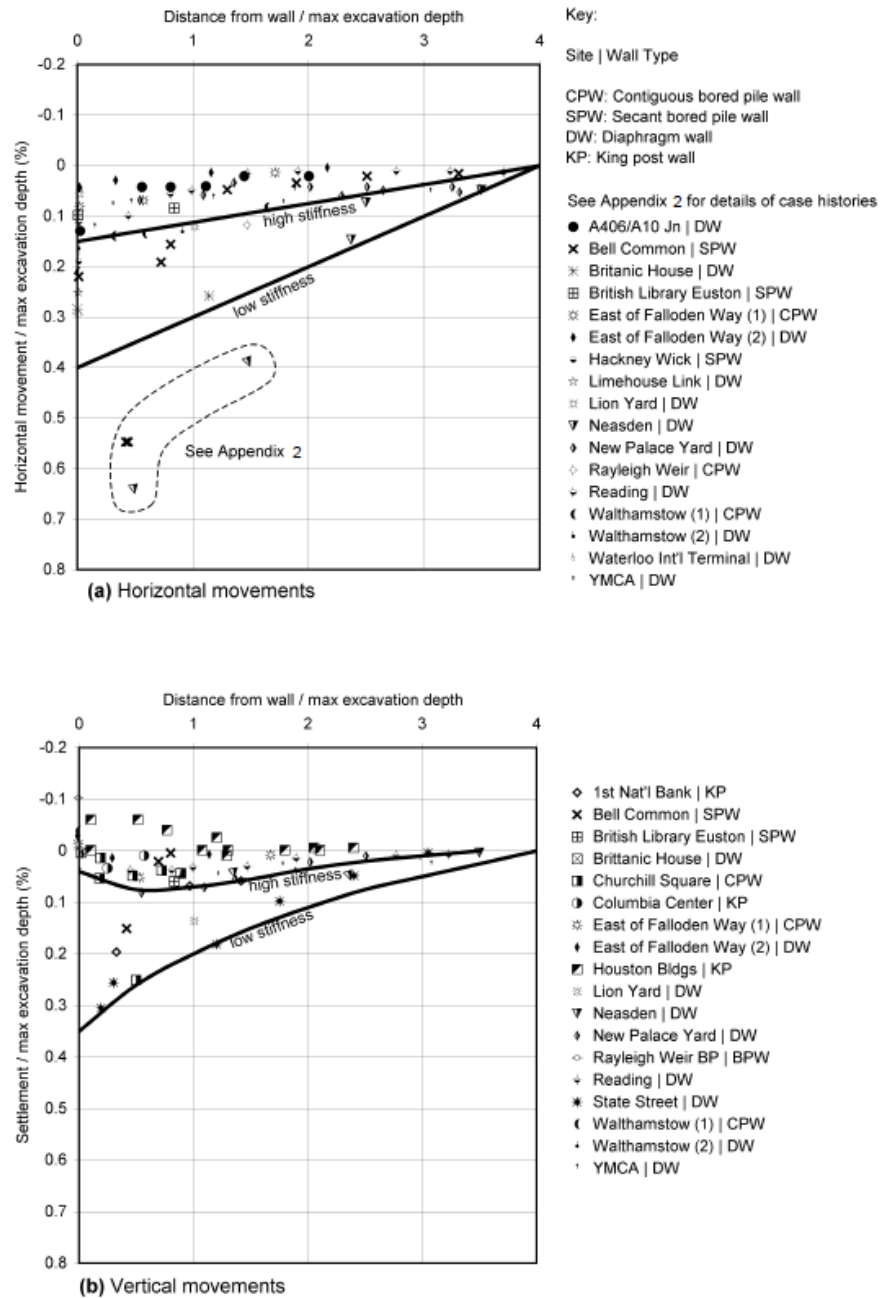 Distance from wall / max excavation depth
0 1 2 3 4
-0.2
-0.1
0
0.1
0.2
0.3
0.4
0.5
0.6
0.7
0.8
Horizontal movement / max excavation depth (%)
high stiffness
low stiffness
See Appendix 2
(a) Horizontal movements
Key:
Site | Wall Type
CPW: Contiguous bored pile wall
SPW: Secant bored pile wall
DW: Diaphragm wall
KP: King post wall
See Appendix 2 for details of case histories
A406/A10 Jn | DW
Bell Common | SPW
Britanic House | DW
British Library Euston | SPW
East of Falloden Way (1) | CPW
East of Falloden Way (2) | DW
Hackney Wick | SPW
Limehouse Link | DW
Lion Yard | DW
Neasden | DW
New Palace Yard | DW
Rayleigh Weir | CPW
Reading | DW
Walthamstow (1) | CPW
Walthamstow (2) | DW
Waterloo Int'l Terminal | DW
YMCA | DW
Distance from wall / max excavation depth
0 1 2 3 4
-0.2
-0.1
0
0.1
0.2
0.3
0.4
0.5
0.6
0.7
0.8
Settlement / max excavation depth (%)
high stiffness
low stiffness
(b) Vertical movements
1st Nat'l Bank | KP
Bell Common | SPW
British Library Euston | SPW
Brittanic House | DW
Churchill Square | CPW
Columbia Center | KP
East of Falloden Way (1) | CPW
East of Falloden Way (2) | DW
Houston Bldgs | KP
Lion Yard | DW
Neasden | DW
New Palace Yard | DW
Rayleigh Weir BP | BPW
Reading | DW
State Street | DW
Walthamstow (1) | CPW
Walthamstow (2) | DW
YMCA | DW